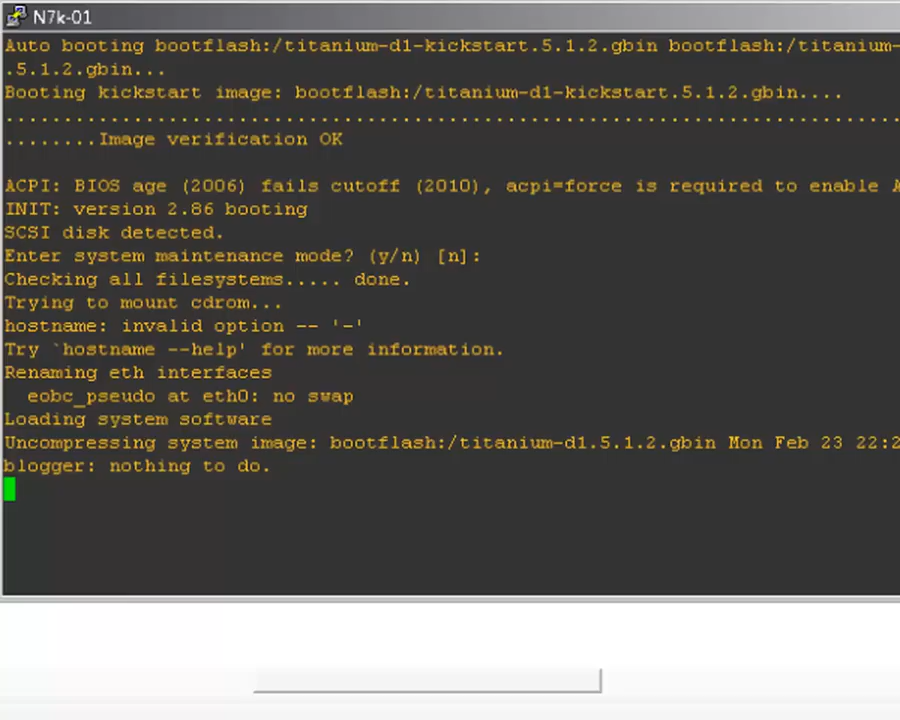 N7k-01
Auto booting bootflash:/titanium-d1-kickstart.5.1.2.gbin bootflash:/titanium-
.5.1.2.gbin...
Booting kickstart image: bootflash:/titanium-d1-kickstart.5.1.2.gbin....
...............................................................................
........Image verification OK
ACPI: BIOS age (2006) fails cutoff (2010), acpi=force is required to enable A
INIT: version 2.86 booting
SCSI disk detected.
Enter system maintenance mode? (y/n) [n]:
Checking all filesystems..... done.
Trying to mount cdrom...
hostname: invalid option -- '-'
Try `hostname --help' for more information.
Renaming eth interfaces
eobc_pseudo at eth0: no swap
Loading system software
Uncompressing system image: bootflash:/titanium-d1.5.1.2.gbin Mon Feb 23 22:2
blogger: nothing to do.